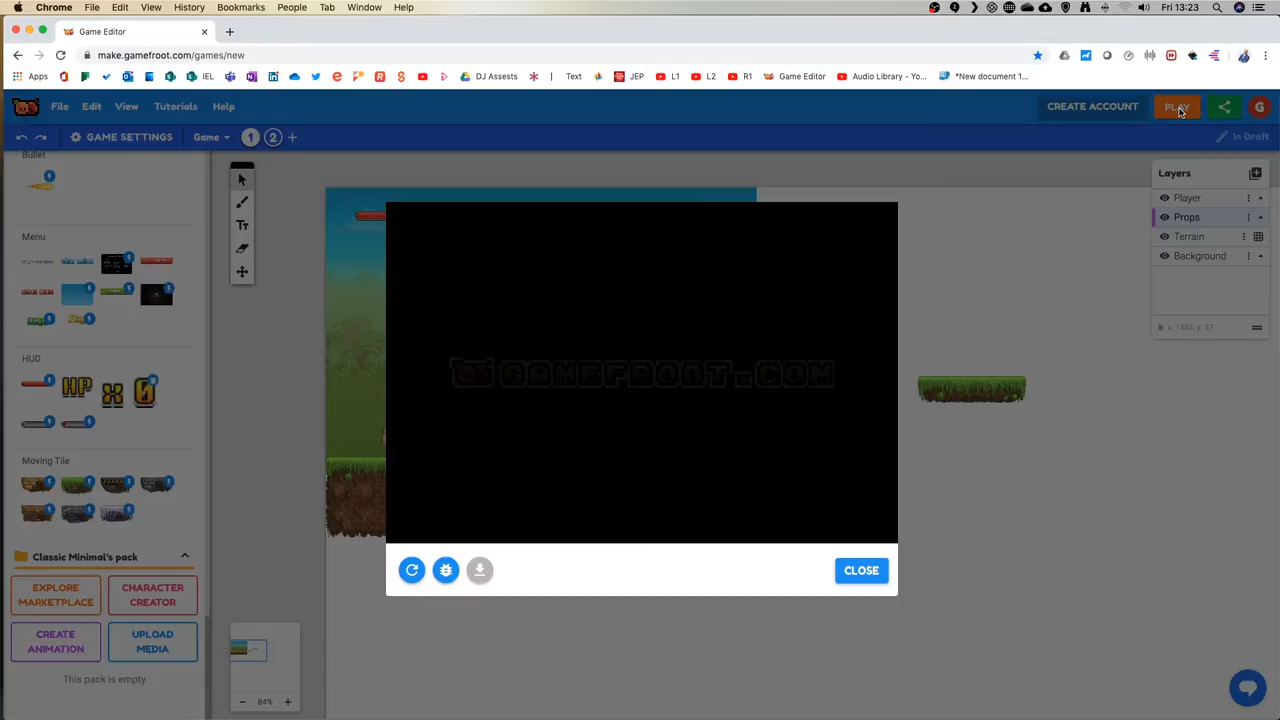 Chrome File Edit View History Bookmarks People Tab Window Help Fri 13:23
Game Editor
make.gamefroot.com/games/new
Apps IEL DJ Assests Text JEP L1 L2 R1 Game Editor Audio Library - Yo... *New document 1...
File Edit View Tutorials Help CREATE ACCOUNT PLAY G
GAME SETTINGS Game 1 2 In Draft
Bullet
Layers
Player
Props
Terrain
Background
x: 1453, y: 57
Menu
HUD
HP x 0
Moving Tile
GAMEFROOT.COM
CLOSE
Classic Minimal's pack
EXPLORE MARKETPLACE
CHARACTER CREATOR
CREATE ANIMATION
UPLOAD MEDIA
This pack is empty
84%